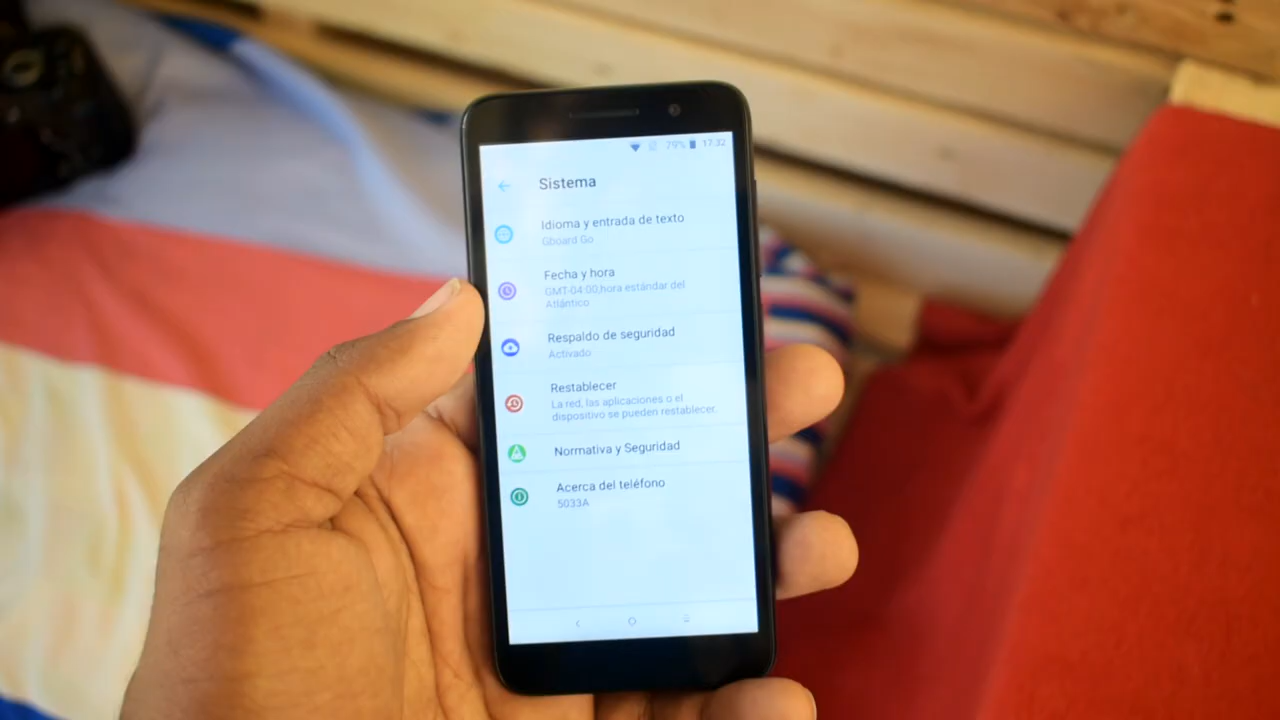 79% 17:32
Sistema
Idioma y entrada de texto
Gboard Go
Fecha y hora
GMT-04:00,hora estándar del
Atlántico
Respaldo de seguridad
Activado
Restablecer
La red, las aplicaciones o el
dispositivo se pueden restablecer.
Normativa y Seguridad
Acerca del teléfono
5033A